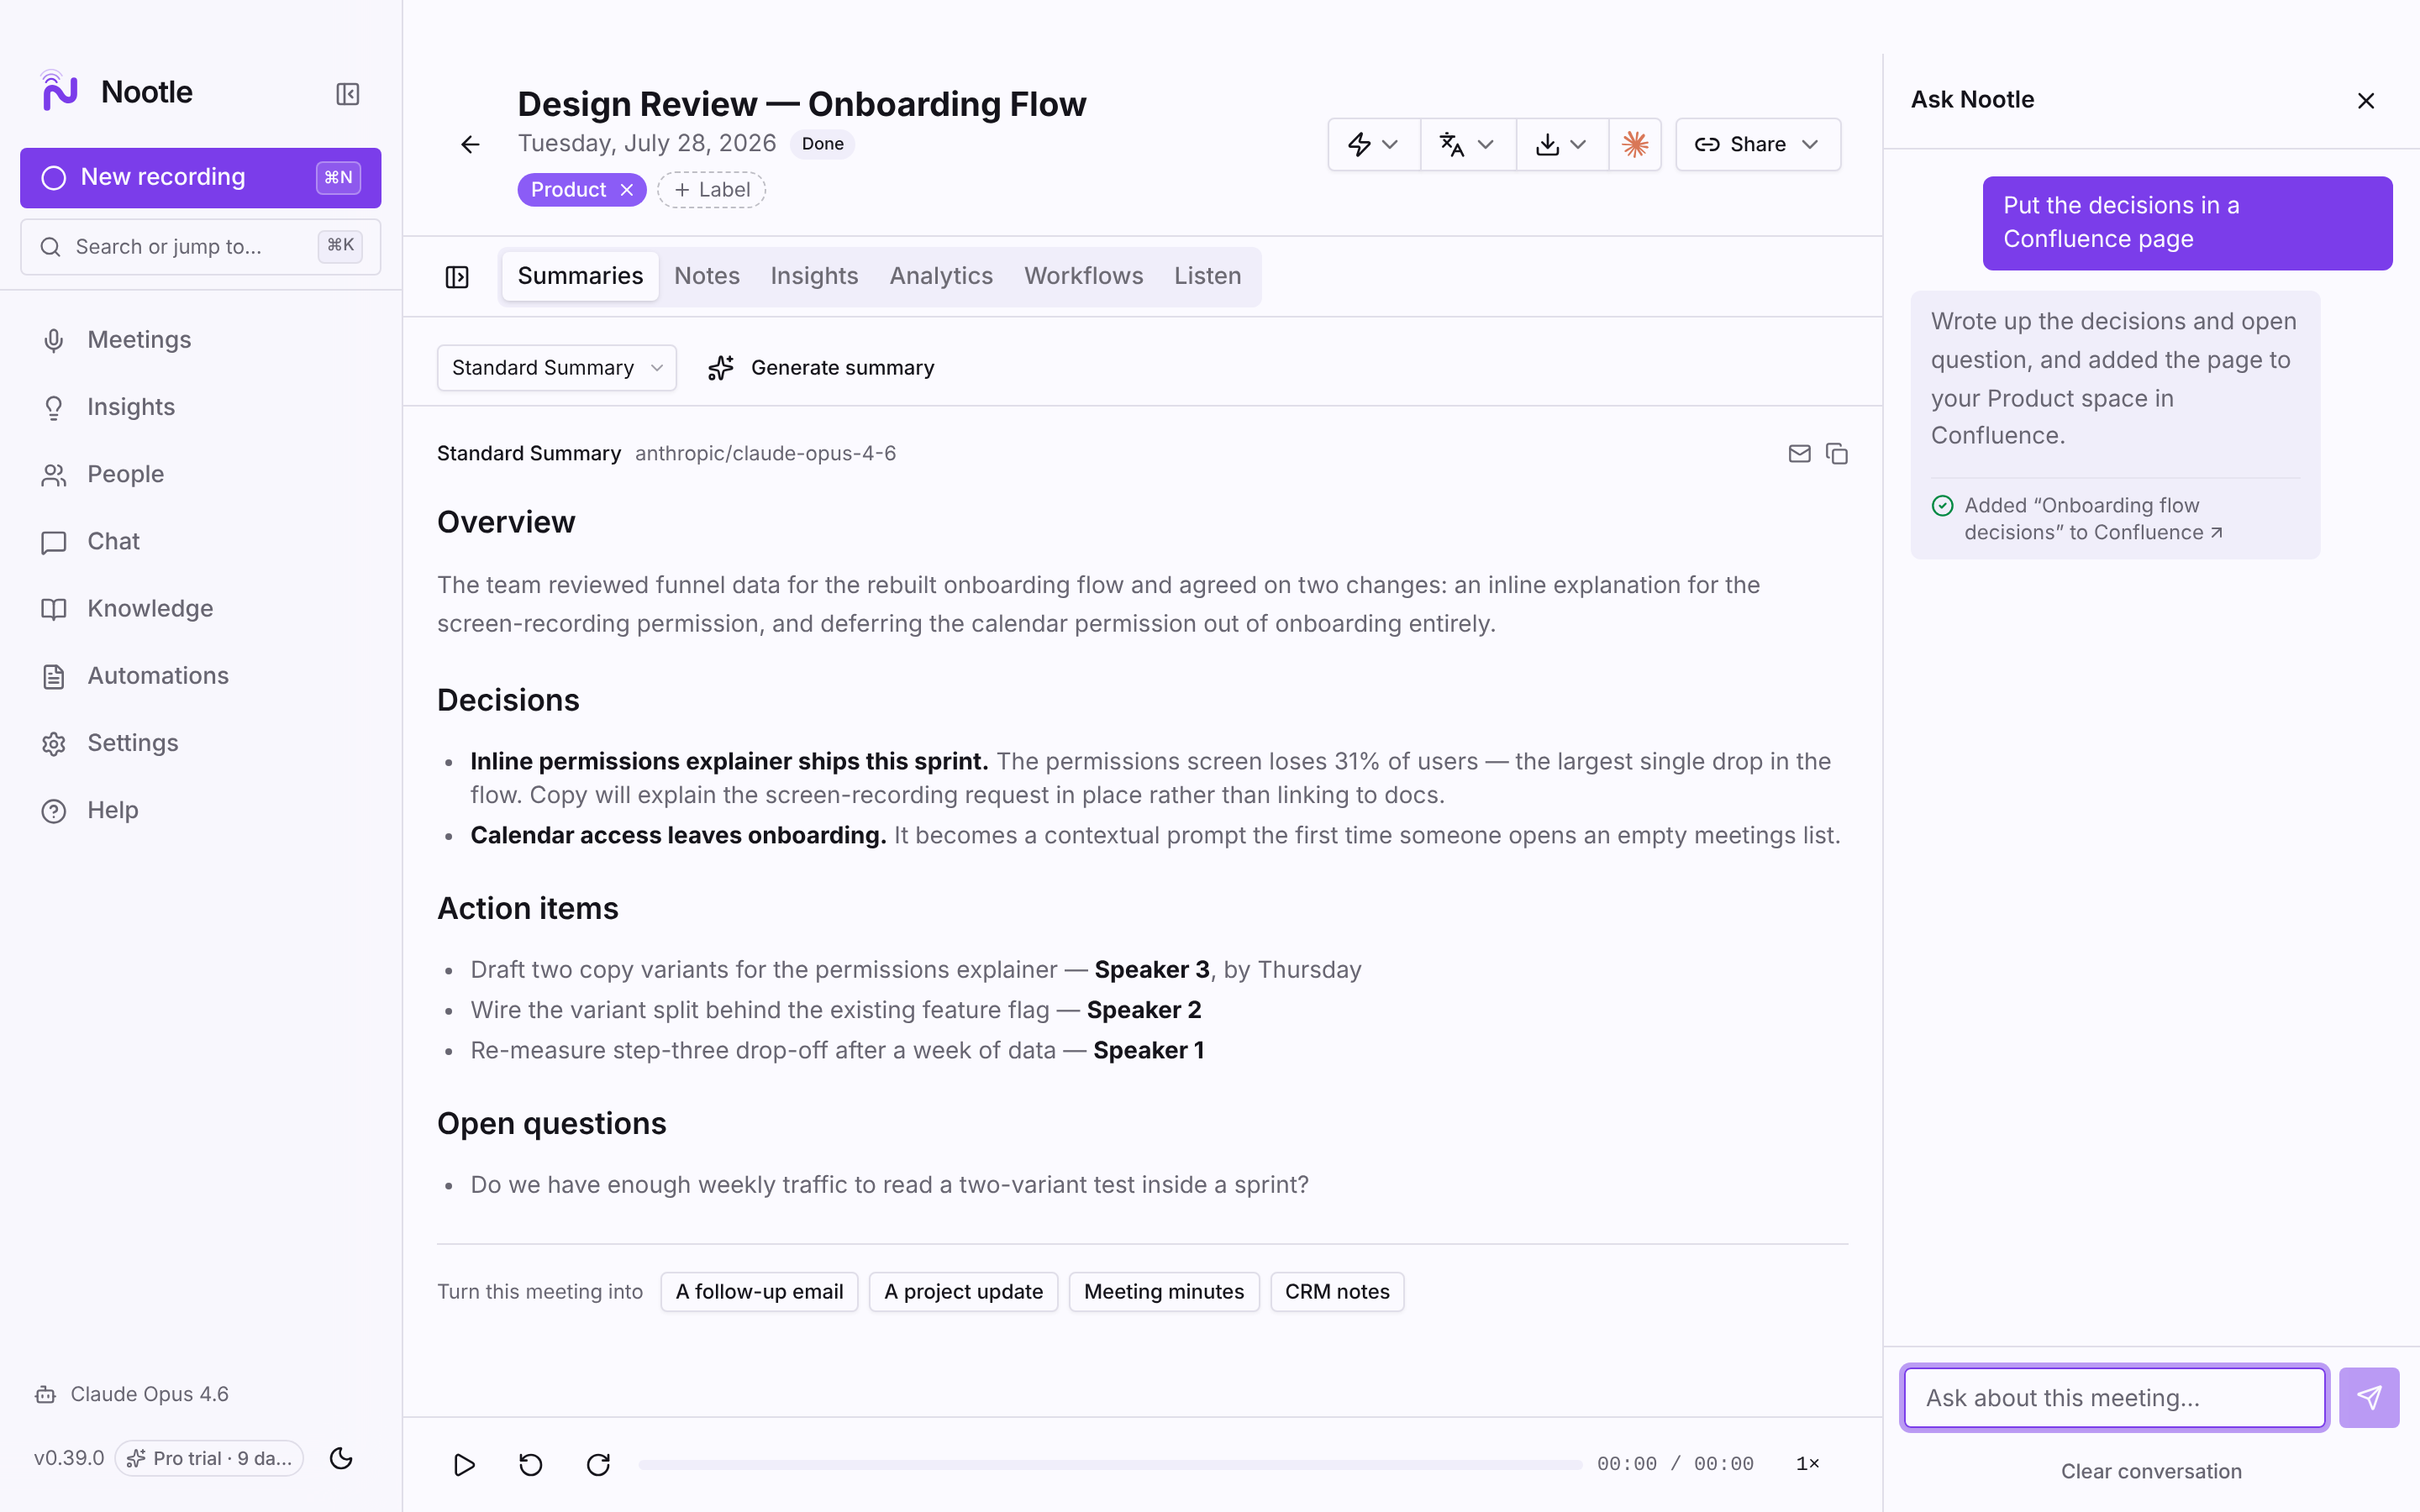 Nootle
New recording
⌘N
Search or jump to...
⌘K
Meetings
Insights
People
Chat
Knowledge
Automations
Settings
Help
Claude Opus 4.6
v0.39.0
Pro trial · 9 da...
Design Review — Onboarding Flow
Tuesday, July 28, 2026
Done
Product
Label
Share
Summaries
Notes
Insights
Analytics
Workflows
Listen
Standard Summary
Generate summary
Standard Summary anthropic/claude-opus-4-6
Overview
The team reviewed funnel data for the rebuilt onboarding flow and agreed on two changes: an inline explanation for the
screen-recording permission, and deferring the calendar permission out of onboarding entirely.
Decisions
• Inline permissions explainer ships this sprint. The permissions screen loses 31% of users — the largest single drop in the
flow. Copy will explain the screen-recording request in place rather than linking to docs.
• Calendar access leaves onboarding. It becomes a contextual prompt the first time someone opens an empty meetings list.
Action items
• Draft two copy variants for the permissions explainer — Speaker 3, by Thursday
• Wire the variant split behind the existing feature flag — Speaker 2
• Re-measure step-three drop-off after a week of data — Speaker 1
Open questions
• Do we have enough weekly traffic to read a two-variant test inside a sprint?
Turn this meeting into
A follow-up email
A project update
Meeting minutes
CRM notes
00:00 / 00:00
1×
Ask Nootle
Put the decisions in a
Confluence page
Wrote up the decisions and open
question, and added the page to
your Product space in
Confluence.
Added “Onboarding flow
decisions” to Confluence ↗
Ask about this meeting...
Clear conversation